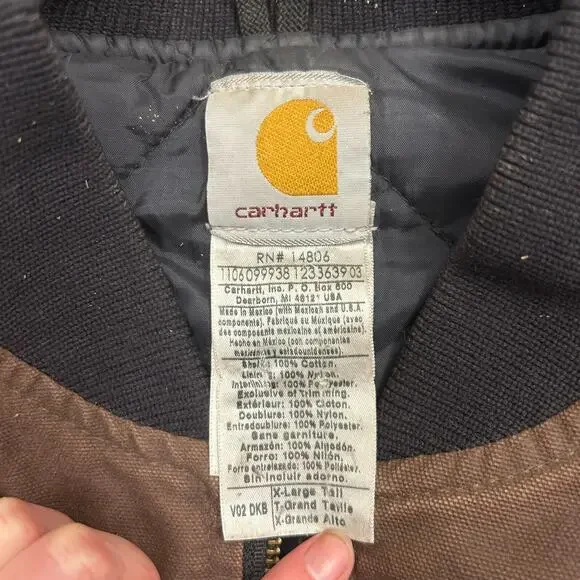 carhartt
RN# 14806
1106099938 123363903
Carhartt, Inc. P. O. Box 600
Dearborn, MI 48121 USA
Made in Mexico (with Mexican and U.S.A.
components). Fabriqué au Mexique (avec
des composants mexicains et américains).
Hecho en México (con componentes
mexicanos y estadounidenses).
Shell: 100% Cotton.
Lining: 100% Nylon.
Interlining: 100% Polyester.
Exclusive of Trimming.
Extérieur: 100% Coton.
Doublure: 100% Nylon.
Entredoublure: 100% Polyester.
Sans garniture.
Armazón: 100% Algodón.
Forro: 100% Nilón.
Forro entrelazado: 100% Poliéster.
Sin incluir adornos.
X-Large Tall
V02 DKB T-Grand Taille
X-Grande Alto